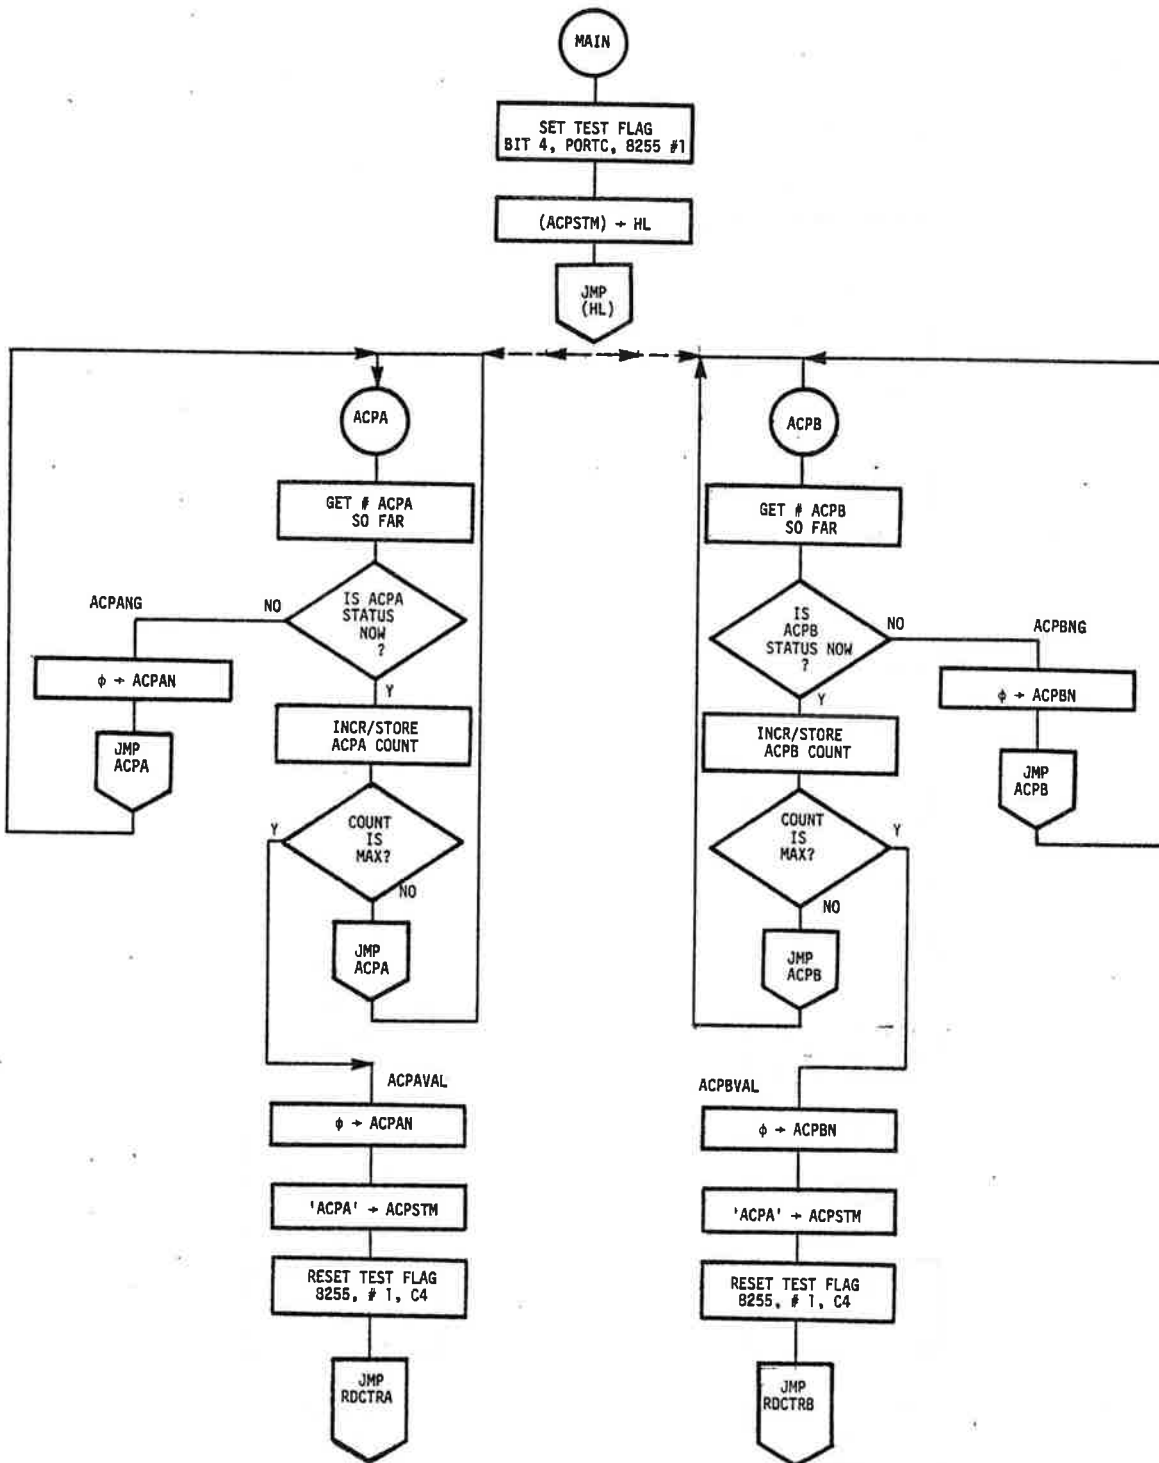 MAIN
SET TEST FLAG
BIT 4, PORTC, 8255 #1
(ACPSTM) → HL
JMP
(HL)
ACPA
GET # ACPA
SO FAR
IS ACPA
STATUS
NOW
?
NO
ACPANG
ϕ → ACPAN
JMP
ACPA
Y
INCR/STORE
ACPA COUNT
COUNT
IS
MAX?
Y
NO
JMP
ACPA
ACPAVAL
ϕ → ACPAN
'ACPA' → ACPSTM
RESET TEST FLAG
8255, # 1, C4
JMP
RDCTRA
ACPB
GET # ACPB
SO FAR
IS
ACPB
STATUS NOW
?
NO
ACPBNG
ϕ → ACPBN
JMP
ACPB
Y
INCR/STORE
ACPB COUNT
COUNT
IS
MAX?
Y
NO
JMP
ACPB
ACPBVAL
ϕ → ACPBN
'ACPA' → ACPSTM
RESET TEST FLAG
8255, # 1, C4
JMP
RDCTRB